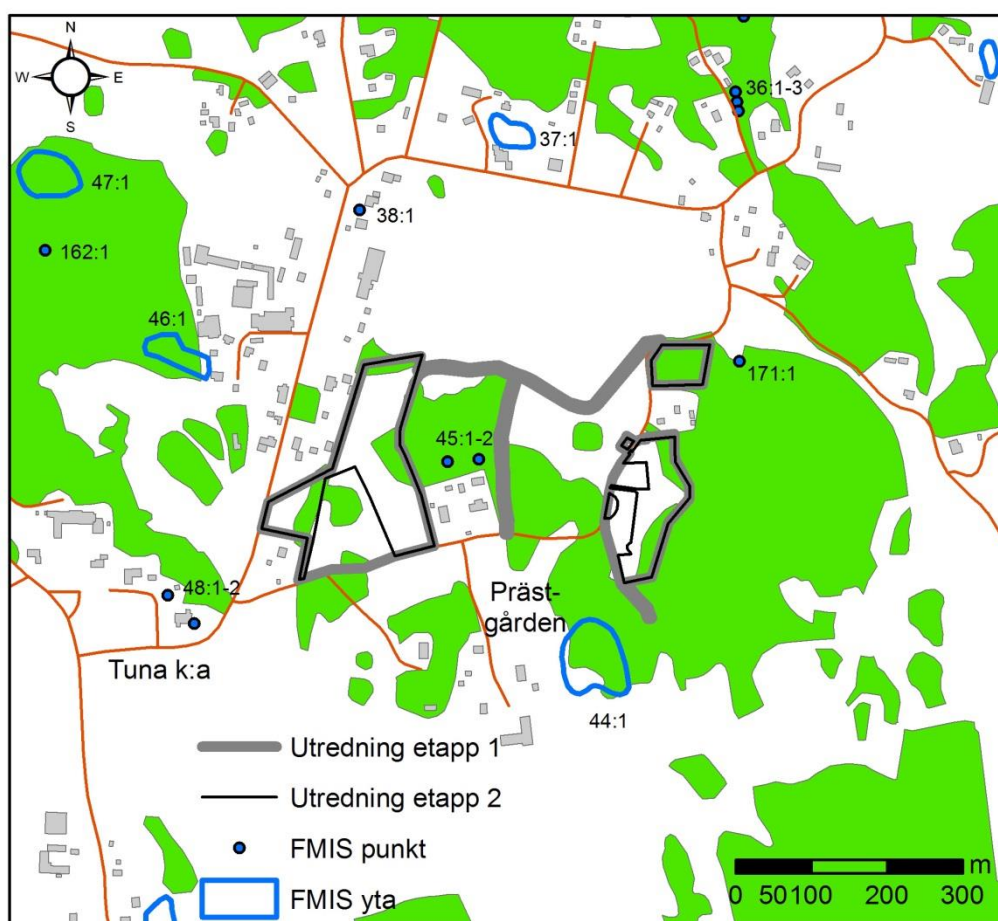 N
W E
S
36:1-3
37:1
47:1
38:1
162:1
46:1
171:1
45:1-2
48:1-2
Präst-
gården
Tuna k:a
44:1
Utredning etapp 1
Utredning etapp 2
FMIS punkt
FMIS yta
m
0 50 100 200 300